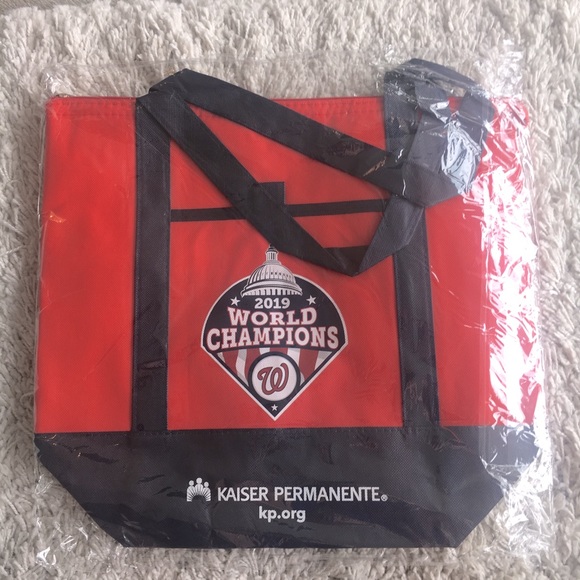 2019
WORLD
CHAMPIONS
W
KAISER PERMANENTE®
kp.org